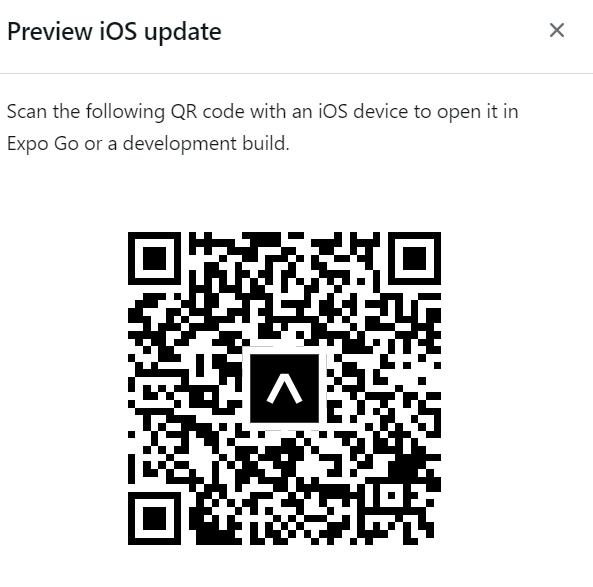 Preview iOS update
Scan the following QR code with an iOS device to open it in
Expo Go or a development build.